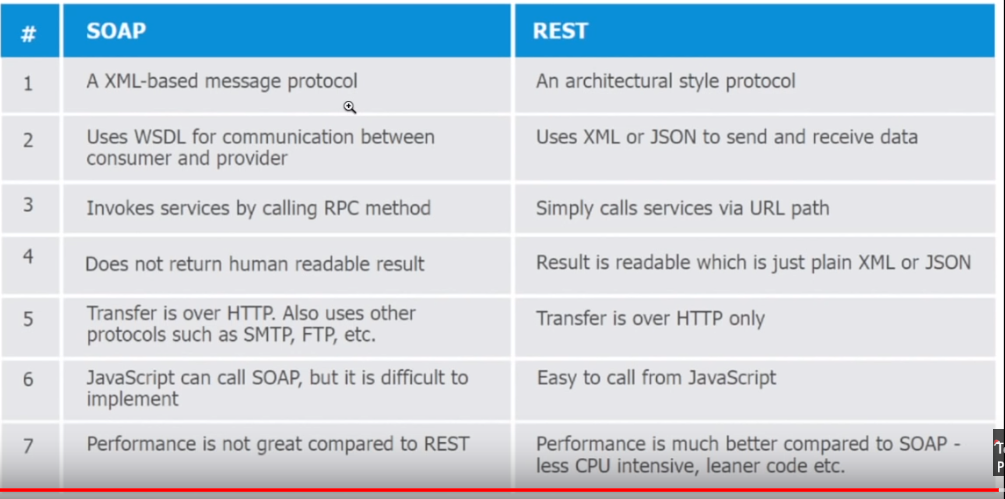 # SOAP REST
1 A XML-based message protocol An architectural style protocol
2 Uses WSDL for communication between Uses XML or JSON to send and receive data
consumer and provider
3 Invokes services by calling RPC method Simply calls services via URL path
4 Does not return human readable result Result is readable which is just plain XML or JSON
5 Transfer is over HTTP. Also uses other Transfer is over HTTP only
protocols such as SMTP, FTP, etc.
6 JavaScript can call SOAP, but it is difficult to Easy to call from JavaScript
implement
7 Performance is not great compared to REST Performance is much better compared to SOAP -
less CPU intensive, leaner code etc.